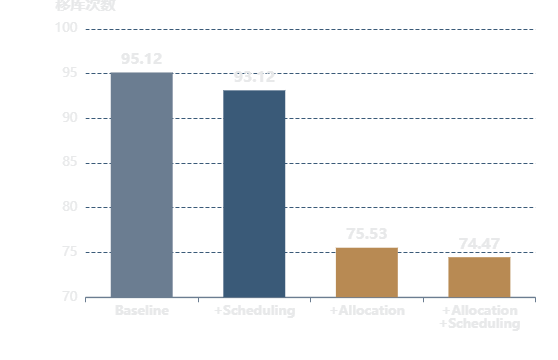 移库次数
100
95
90
85
80
75
70
95.12
93.12
75.53
74.47
Baseline
+Scheduling
+Allocation
+Allocation
+Scheduling